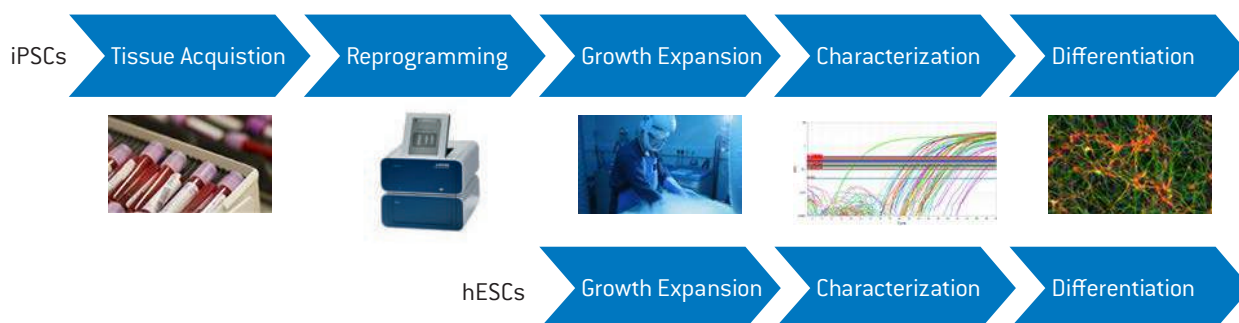 iPSCs
Tissue Acquistion
Reprogramming
Growth Expansion
Characterization
Differentiation
hESCs
Growth Expansion
Characterization
Differentiation